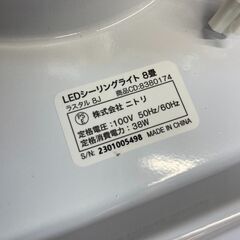 LEDシーリングライト 8畳
ラスタル 8J 商品CD:8380174
株式会社 ニトリ
定格電圧:100V 50Hz/60Hz
定格消費電力:38W
MADE IN CHINA
S/N: 2301005498